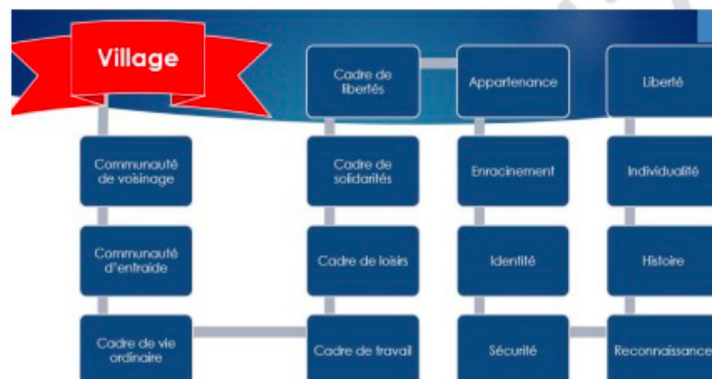 Village
Communauté
de voisinage
Communauté
d'entraide
Cadre de vie
ordinaire
Cadre de travail
Cadre de loisirs
Cadre de
solidarités
Cadre de
libertés
Appartenance
Enracinement
Identité
Sécurité
Reconnaissance
Histoire
Individualité
Liberté